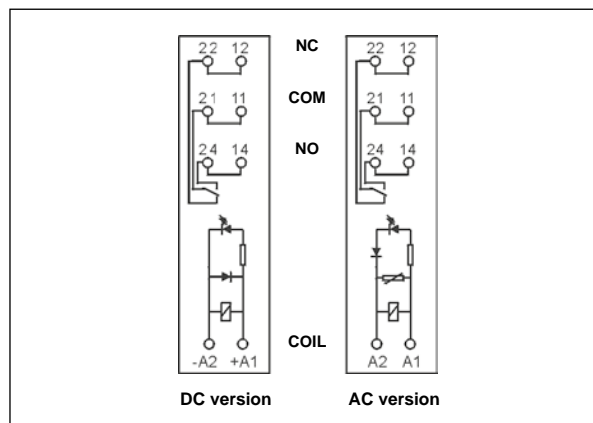 22 12 NC 22 12
21 11 COM 21 11
24 14 NO 24 14
COIL
-A2 +A1 A2 A1
DC version AC version